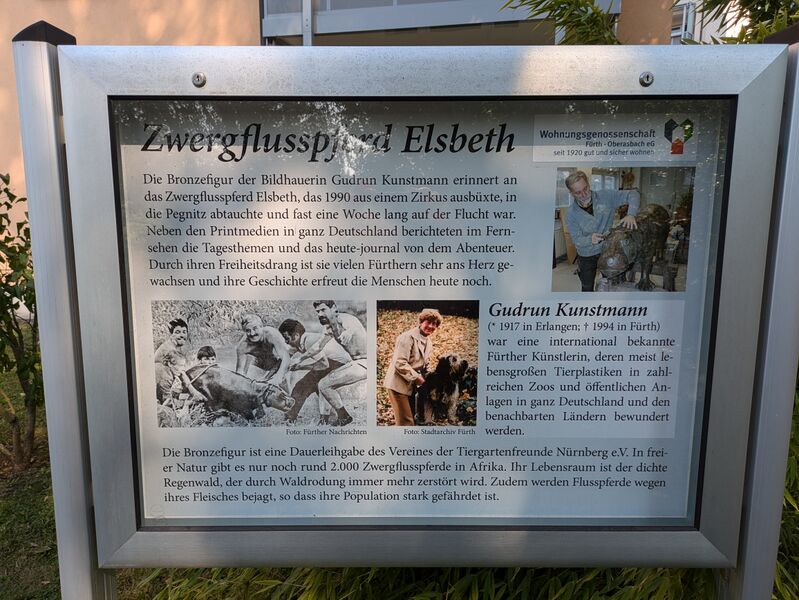 Zwergflusspferd Elsbeth
Wohnungsgenossenschaft
Fürth - Oberasbach eG
seit 1920 gut und sicher wohnen
Die Bronzefigur der Bildhauerin Gudrun Kunstmann erinnert an
das Zwergflusspferd Elsbeth, das 1990 aus einem Zirkus ausbüxte, in
die Pegnitz abtauchte und fast eine Woche lang auf der Flucht war.
Neben den Printmedien in ganz Deutschland berichteten im Fern-
sehen die Tagesthemen und das heute-journal von dem Abenteuer.
Durch ihren Freiheitsdrang ist sie vielen Fürthern sehr ans Herz ge-
wachsen und ihre Geschichte erfreut die Menschen heute noch.
Foto: Fürther Nachrichten
Foto: Stadtarchiv Fürth
Gudrun Kunstmann
(* 1917 in Erlangen; † 1994 in Fürth)
war eine international bekannte
Fürther Künstlerin, deren meist le-
bensgroßen Tierplastiken in zahl-
reichen Zoos und öffentlichen An-
lagen in ganz Deutschland und den
benachbarten Ländern bewundert
werden.
Die Bronzefigur ist eine Dauerleihgabe des Vereines der Tiergartenfreunde Nürnberg e.V. In frei-
er Natur gibt es nur noch rund 2.000 Zwergflusspferde in Afrika. Ihr Lebensraum ist der dichte
Regenwald, der durch Waldrodung immer mehr zerstört wird. Zudem werden Flusspferde wegen
ihres Fleisches bejagt, so dass ihre Population stark gefährdet ist.